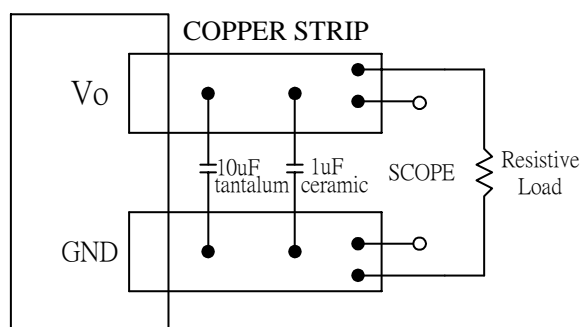 COPPER STRIP
Vo
10uF
tantalum
1uF
ceramic
SCOPE
Resistive
Load
GND